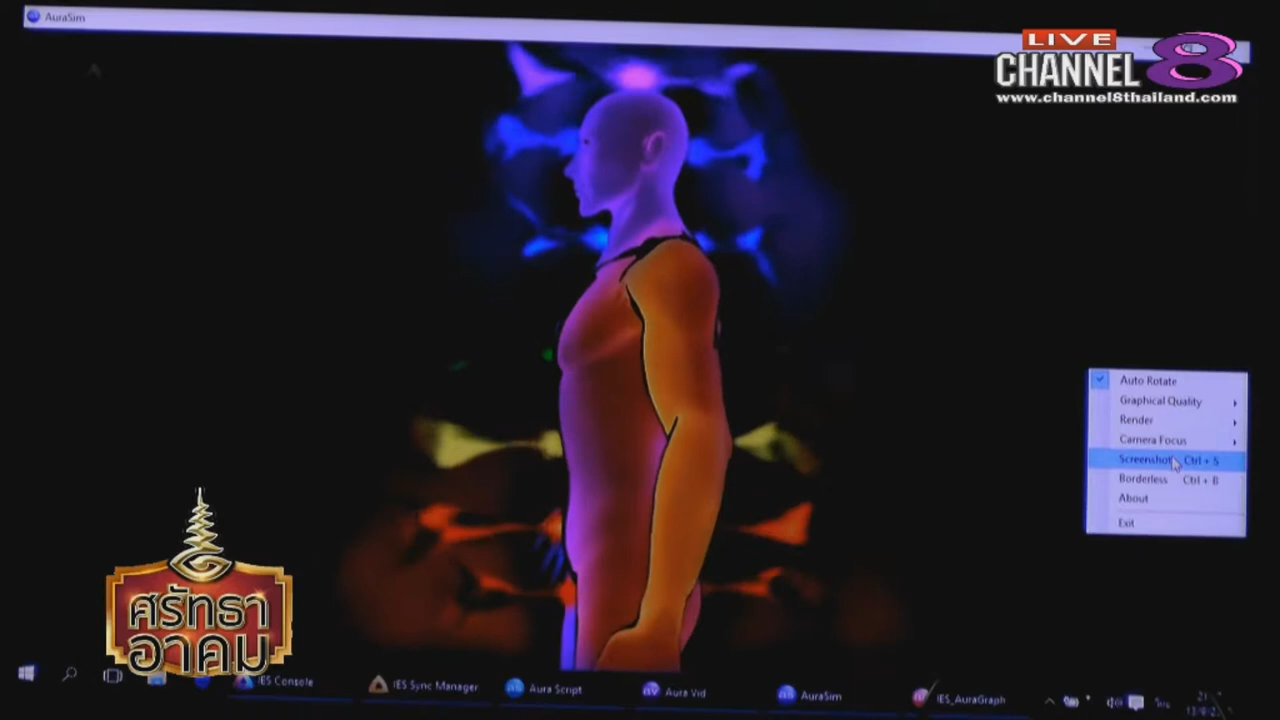 AuraSim
LIVE
CHANNEL 8
www.channel8thailand.com
Auto Rotate
Graphical Quality
Render
Camera Focus
Screenshot Ctrl + S
Borderless Ctrl + B
About
Exit
ศรัทธา
อาคม
IES Console
IES Sync Manager
Aura Script
Aura Vid
AuraSim
IES_AuraGraph